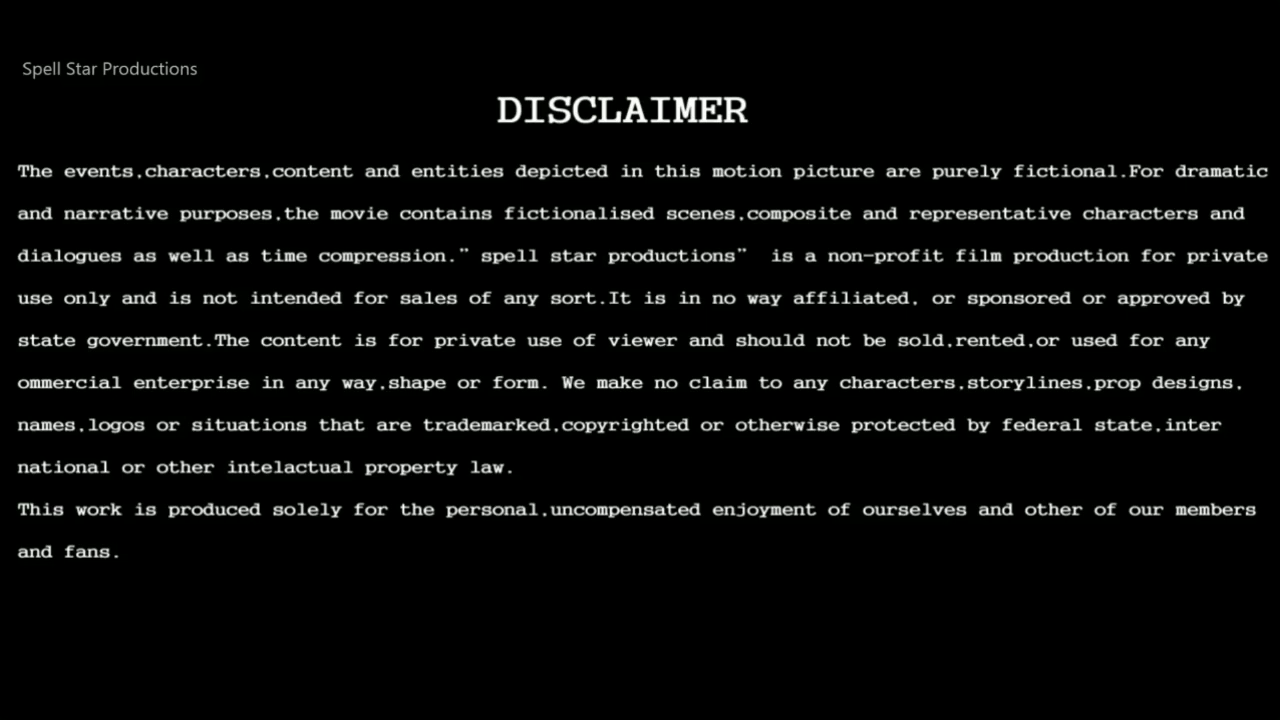 Spell Star Productions
DISCLAIMER
The events,characters,content and entities depicted in this motion picture are purely fictional.For dramatic
and narrative purposes,the movie contains fictionalised scenes,composite and representative characters and
dialogues as well as time compression.” spell star productions” is a non-profit film production for private
use only and is not intended for sales of any sort.It is in no way affiliated, or sponsored or approved by
state government.The content is for private use of viewer and should not be sold,rented,or used for any
ommercial enterprise in any way,shape or form. We make no claim to any characters,storylines,prop designs,
names,logos or situations that are trademarked,copyrighted or otherwise protected by federal state,inter
national or other intelactual property law.
This work is produced solely for the personal,uncompensated enjoyment of ourselves and other of our members
and fans.